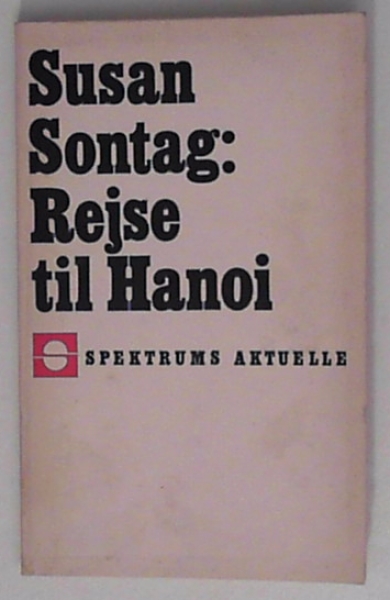 Susan
Sontag:
Rejse
til Hanoi
SPEKTRUMS AKTUELLE